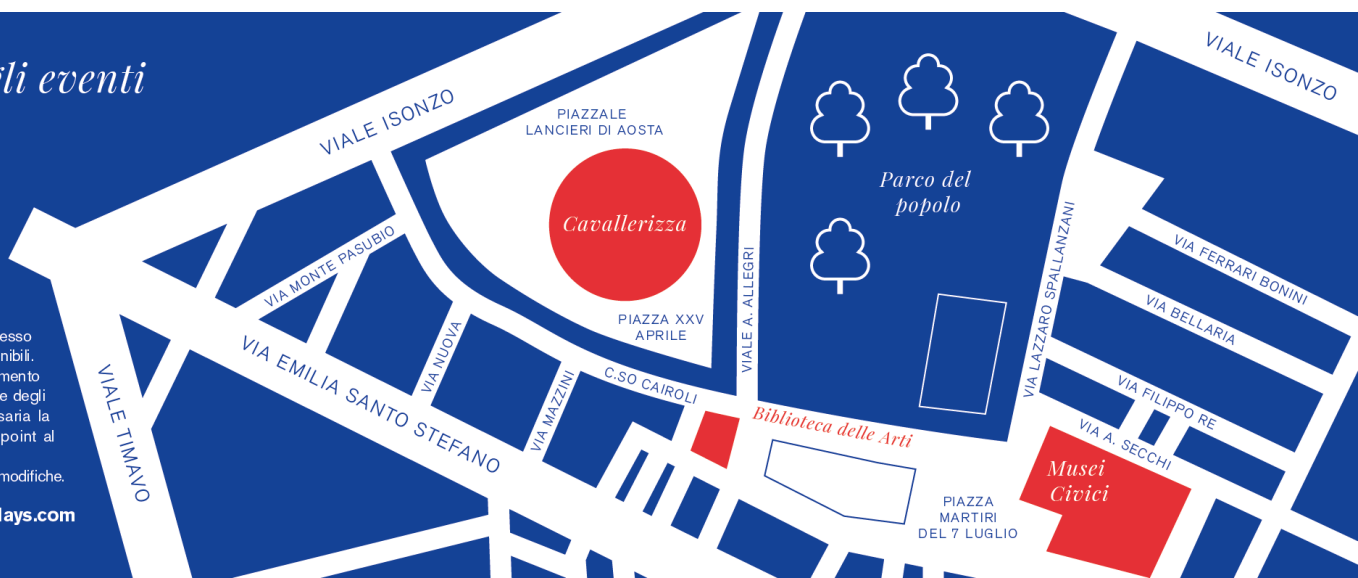 gli eventi
esso
nibili.
mento
e degli
saria la
point al
modifiche.
lays.com
VIALE ISONZO
VIALE ISONZO
PIAZZALE
LANCIERI DI AOSTA
Cavallerizza
Parco del
popolo
VIA MONTE PASUBIO
PIAZZA XXV
APRILE
VIALE A. ALLEGRI
VIA LAZZARO SPALLANZANI
VIA FERRARI BONINI
VIA BELLARIA
VIA EMILIA SANTO STEFANO
VIA NUOVA
VIA MAZZINI
C.SO CAIROLI
VIALE TIMAVO
Biblioteca delle Arti
VIA FILIPPO RE
VIA A. SECCHI
Musei
Civici
PIAZZA
MARTIRI
DEL 7 LUGLIO